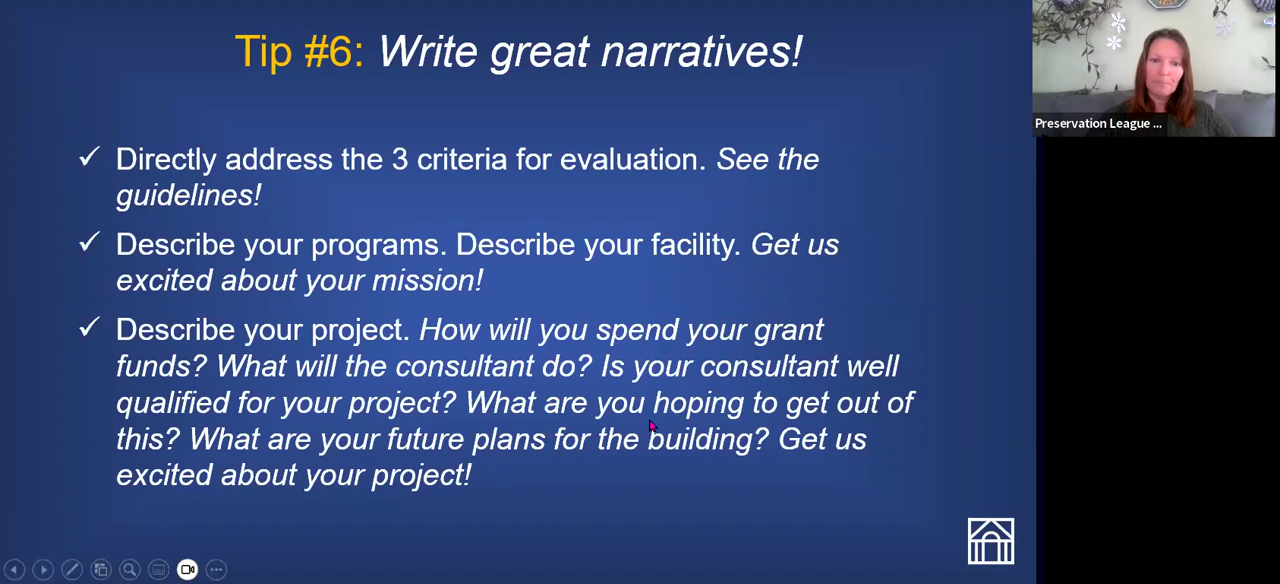 Tip #6: Write great narratives!
Preservation League ...
✓ Directly address the 3 criteria for evaluation. See the
guidelines!
✓ Describe your programs. Describe your facility. Get us
excited about your mission!
✓ Describe your project. How will you spend your grant
funds? What will the consultant do? Is your consultant well
qualified for your project? What are you hoping to get out of
this? What are your future plans for the building? Get us
excited about your project!